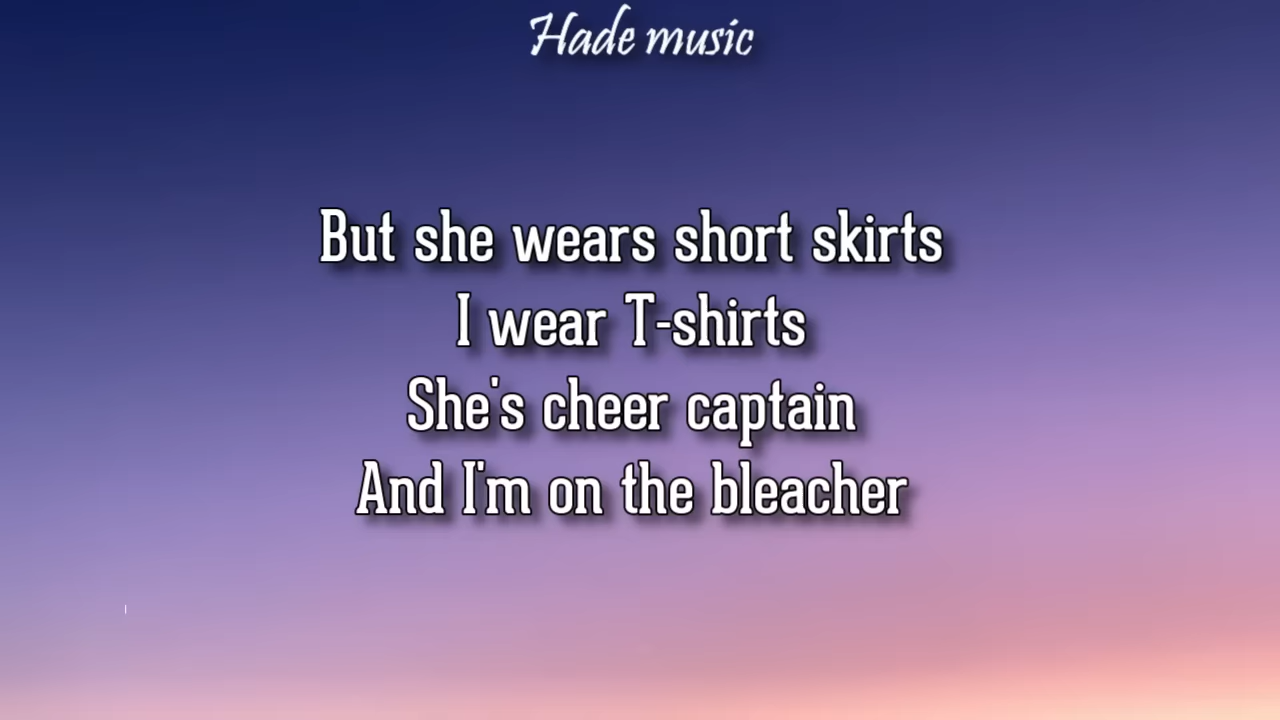 Hade music
But she wears short skirts
I wear T-shirts
She's cheer captain
And I'm on the bleacher